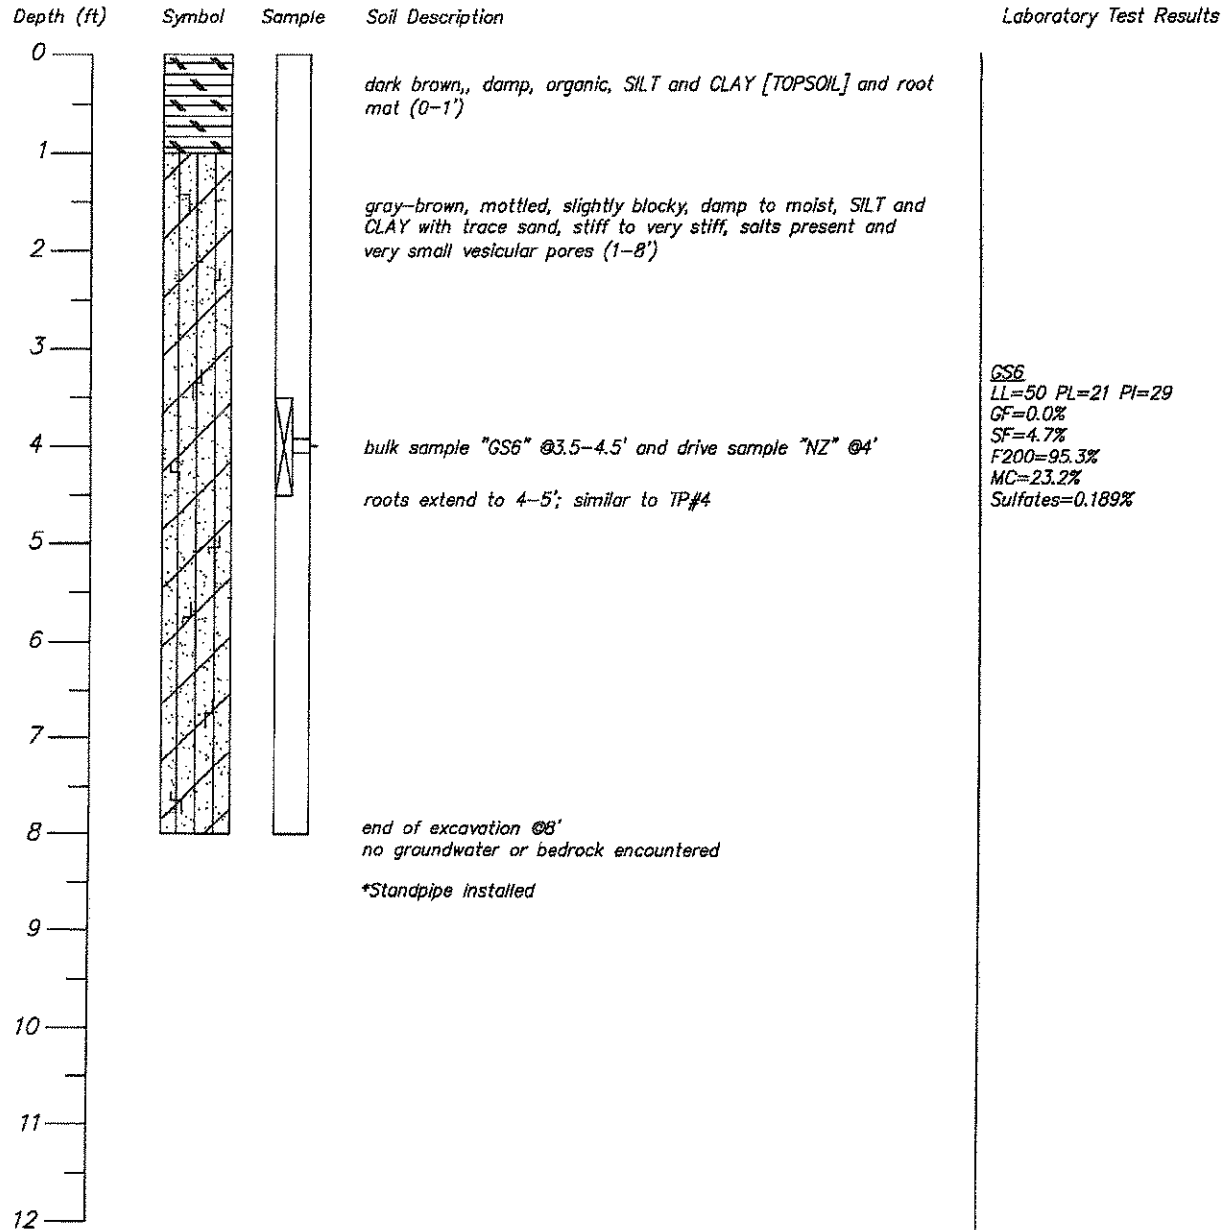 Depth (ft) Symbol Sample Soil Description Laboratory Test Results
0
dark brown,, damp, organic, SILT and CLAY [TOPSOIL] and root
mat (0-1')
1
gray-brown, mottled, slightly blocky, damp to moist, SILT and
CLAY with trace sand, stiff to very stiff, salts present and
2
very small vesicular pores (1-8')
3
GS6
LL=50 PL=21 PI=29
GF=0.0%
SF=4.7%
4
bulk sample "GS6" @3.5-4.5' and drive sample "NZ" @4'
F200=95.3%
MC=23.2%
roots extend to 4-5'; similar to TP#4
Sulfates=0.189%
5
6
7
8
end of excavation @8'
no groundwater or bedrock encountered
*Standpipe installed
9
10
11
12